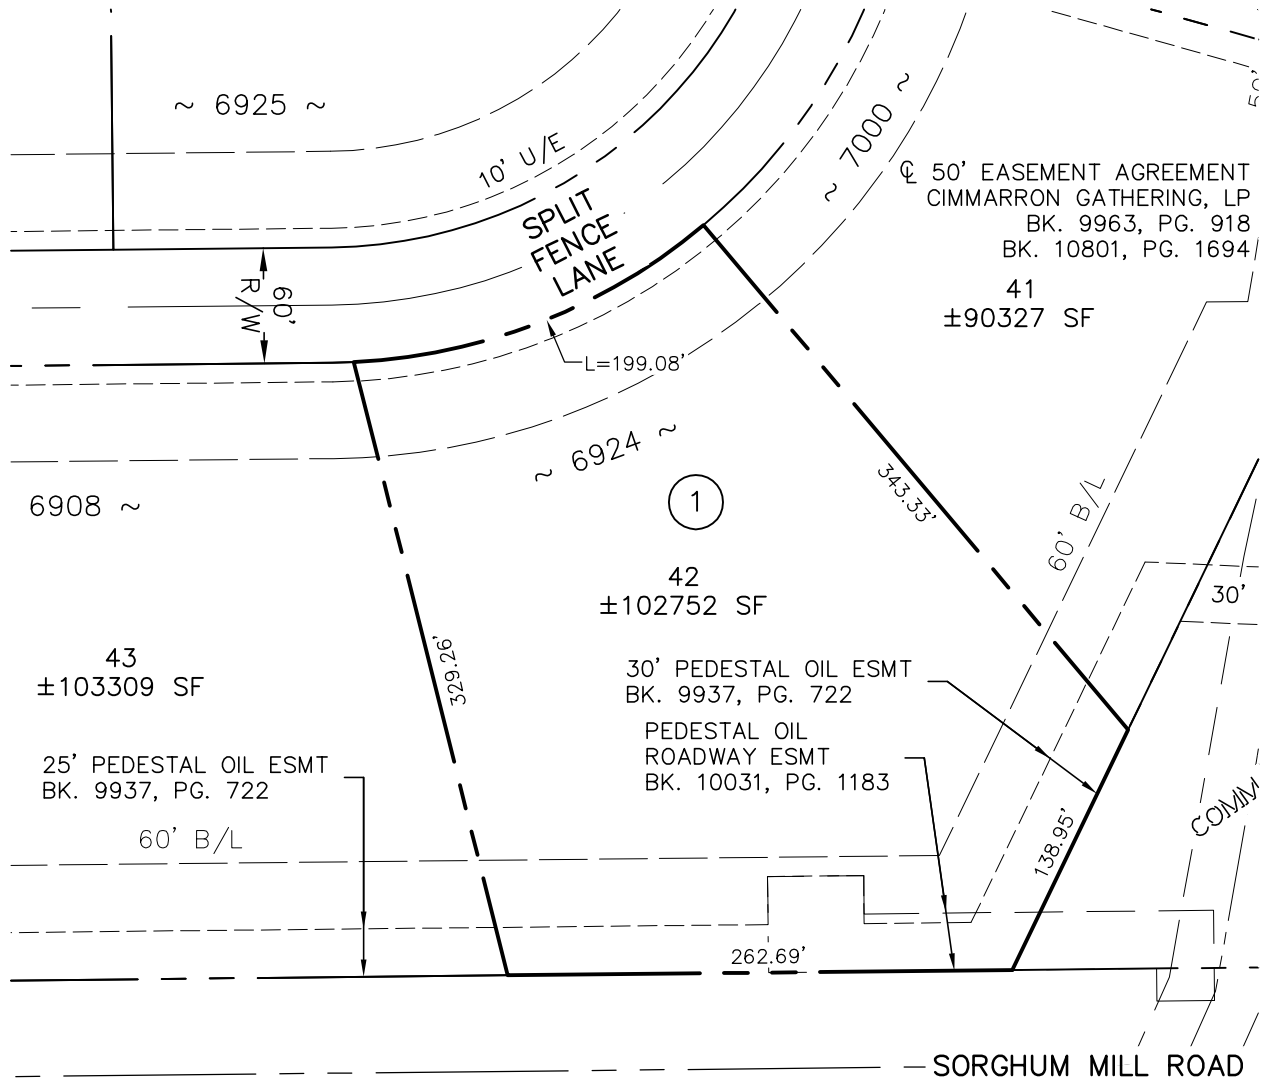 ~ 6925 ~
10' U/E
SPLIT
FENCE
LANE
~ 7000 ~
50'
℄ 50' EASEMENT AGREEMENT
CIMMARRON GATHERING, LP
BK. 9963, PG. 918
BK. 10801, PG. 1694
41
±90327 SF
60'
R/W
L=199.08'
~ 6924 ~
1
343.33'
6908 ~
60' B/L
42
±102752 SF
30'
43
±103309 SF
329.26'
30' PEDESTAL OIL ESMT
BK. 9937, PG. 722
PEDESTAL OIL
ROADWAY ESMT
BK. 10031, PG. 1183
25' PEDESTAL OIL ESMT
BK. 9937, PG. 722
60' B/L
138.95'
COMM
262.69'
SORGHUM MILL ROAD